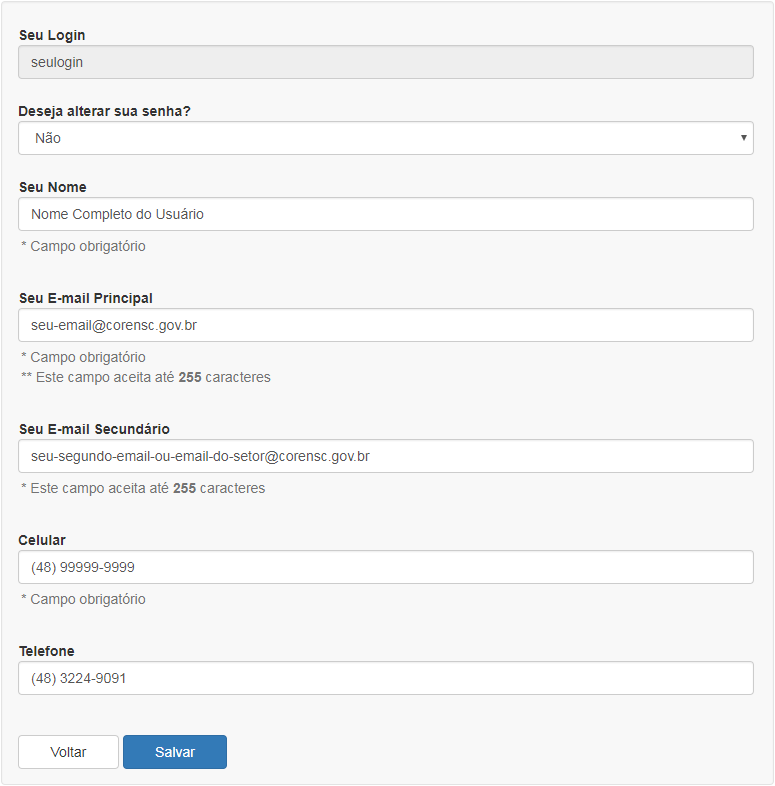 Seu Login
seulogin
Deseja alterar sua senha?
Não
Seu Nome
Nome Completo do Usuário
* Campo obrigatório
Seu E-mail Principal
seu-email@corensc.gov.br
* Campo obrigatório
** Este campo aceita até 255 caracteres
Seu E-mail Secundário
seu-segundo-email-ou-email-do-setor@corensc.gov.br
* Este campo aceita até 255 caracteres
Celular
(48) 99999-9999
* Campo obrigatório
Telefone
(48) 3224-9091
Voltar Salvar